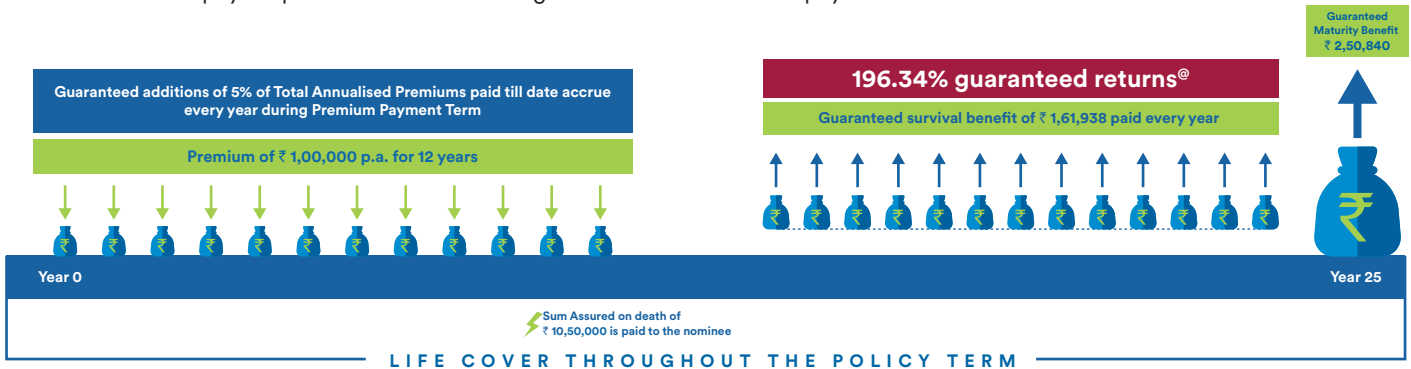 Guaranteed
Maturity Benefit
₹ 2,50,840
Guaranteed additions of 5% of Total Annualised Premiums paid till date accrue
every year during Premium Payment Term
196.34% guaranteed returns@
Guaranteed survival benefit of ₹ 1,61,938 paid every year
Premium of ₹ 1,00,000 p.a. for 12 years
Year 0
Year 25
Sum Assured on death of
₹ 10,50,000 is paid to the nominee
LIFE COVER THROUGHOUT THE POLICY TERM